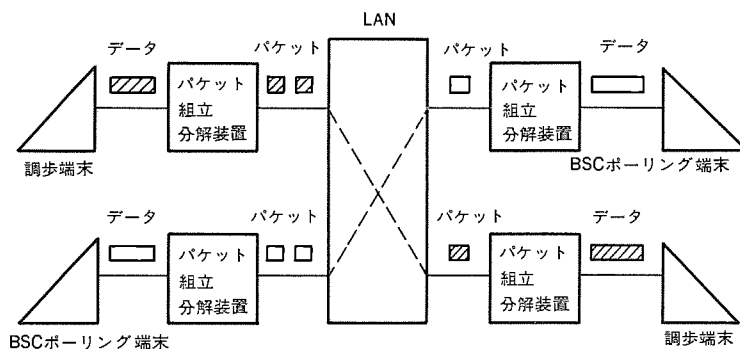 LAN
データ
パケット
パケット
データ
パケット
組立
分解装置
パケット
組立
分解装置
調歩端末
BSCポーリング端末
データ
パケット
パケット
データ
パケット
組立
分解装置
パケット
組立
分解装置
BSCポーリング端末
調歩端末